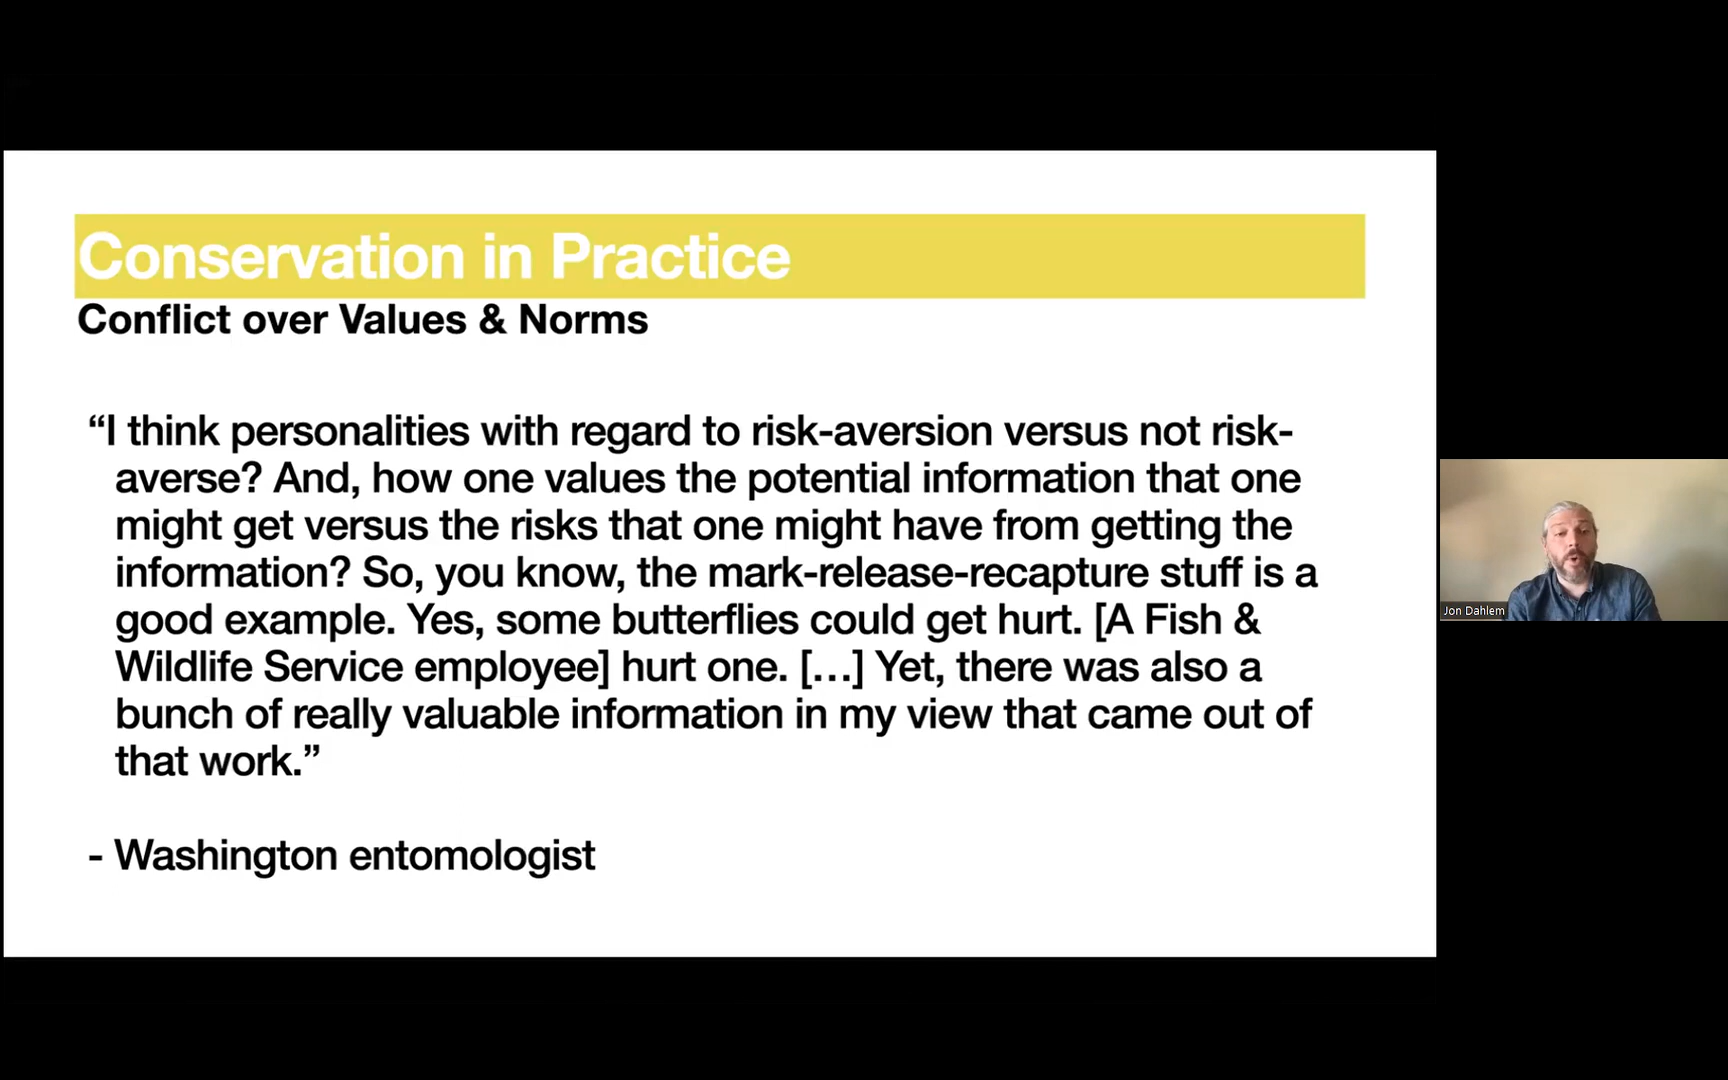 Conservation in Practice
Conflict over Values & Norms
“I think personalities with regard to risk-aversion versus not risk-
averse? And, how one values the potential information that one
might get versus the risks that one might have from getting the
information? So, you know, the mark-release-recapture stuff is a
good example. Yes, some butterflies could get hurt. [A Fish &
Wildlife Service employee] hurt one. […] Yet, there was also a
bunch of really valuable information in my view that came out of
that work.”
- Washington entomologist
Jon Dahlem